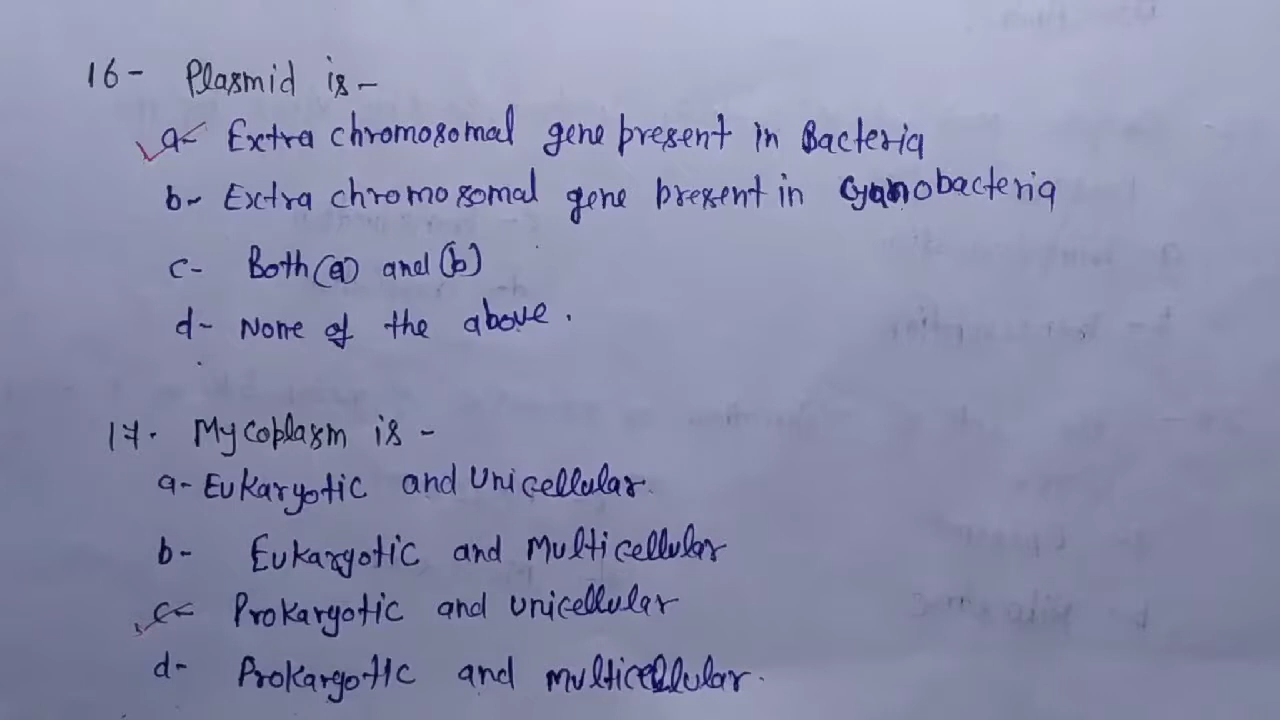 16- Plasmid is-
a- Extra chromosomal gene present in Bacteria
b- Extra chromosomal gene present in cyanobacteria
c- Both (a) and (b)
d- None of the above.
17. Mycoplasm is -
a- Eukaryotic and Unicellular.
b- Eukaryotic and Multicellular
c- Prokaryotic and unicellular
d- Prokaryotic and multicellular.